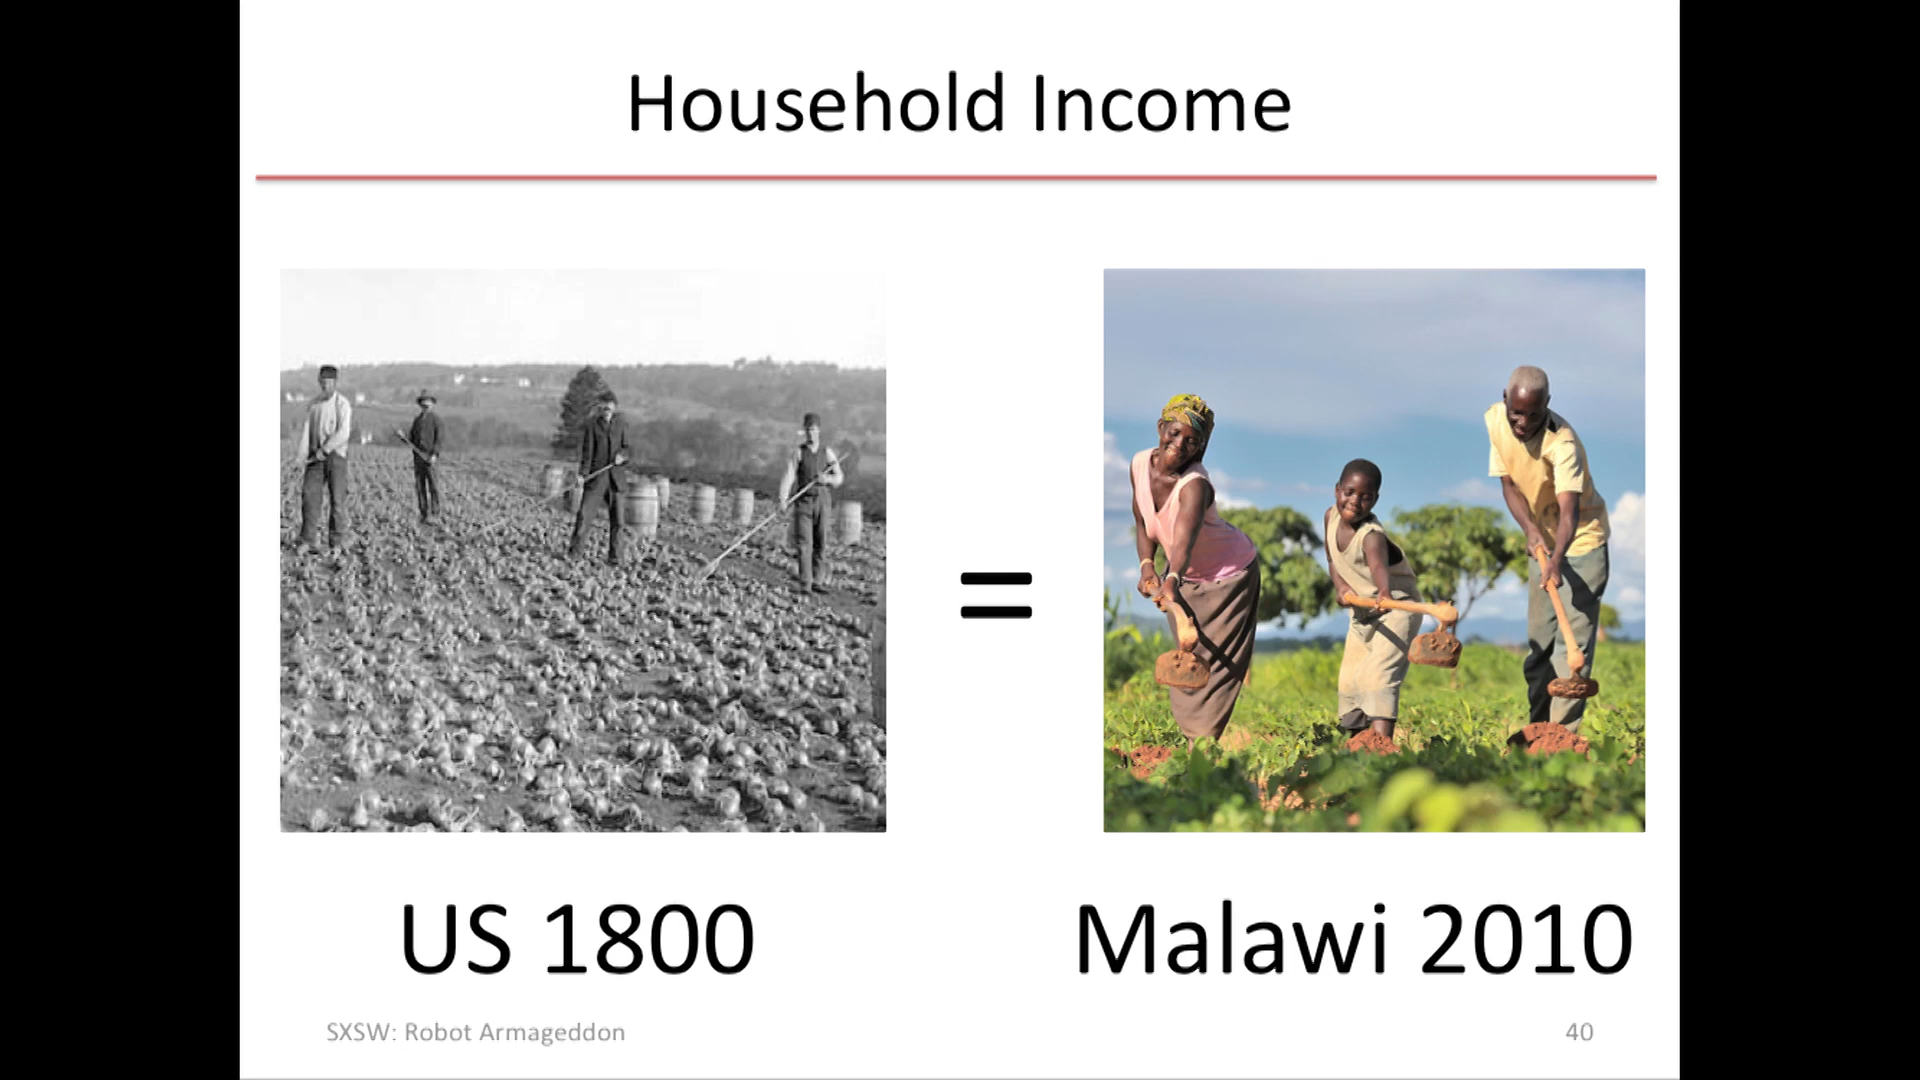 Household Income
=
US 1800
Malawi 2010
SXSW: Robot Armageddon
40